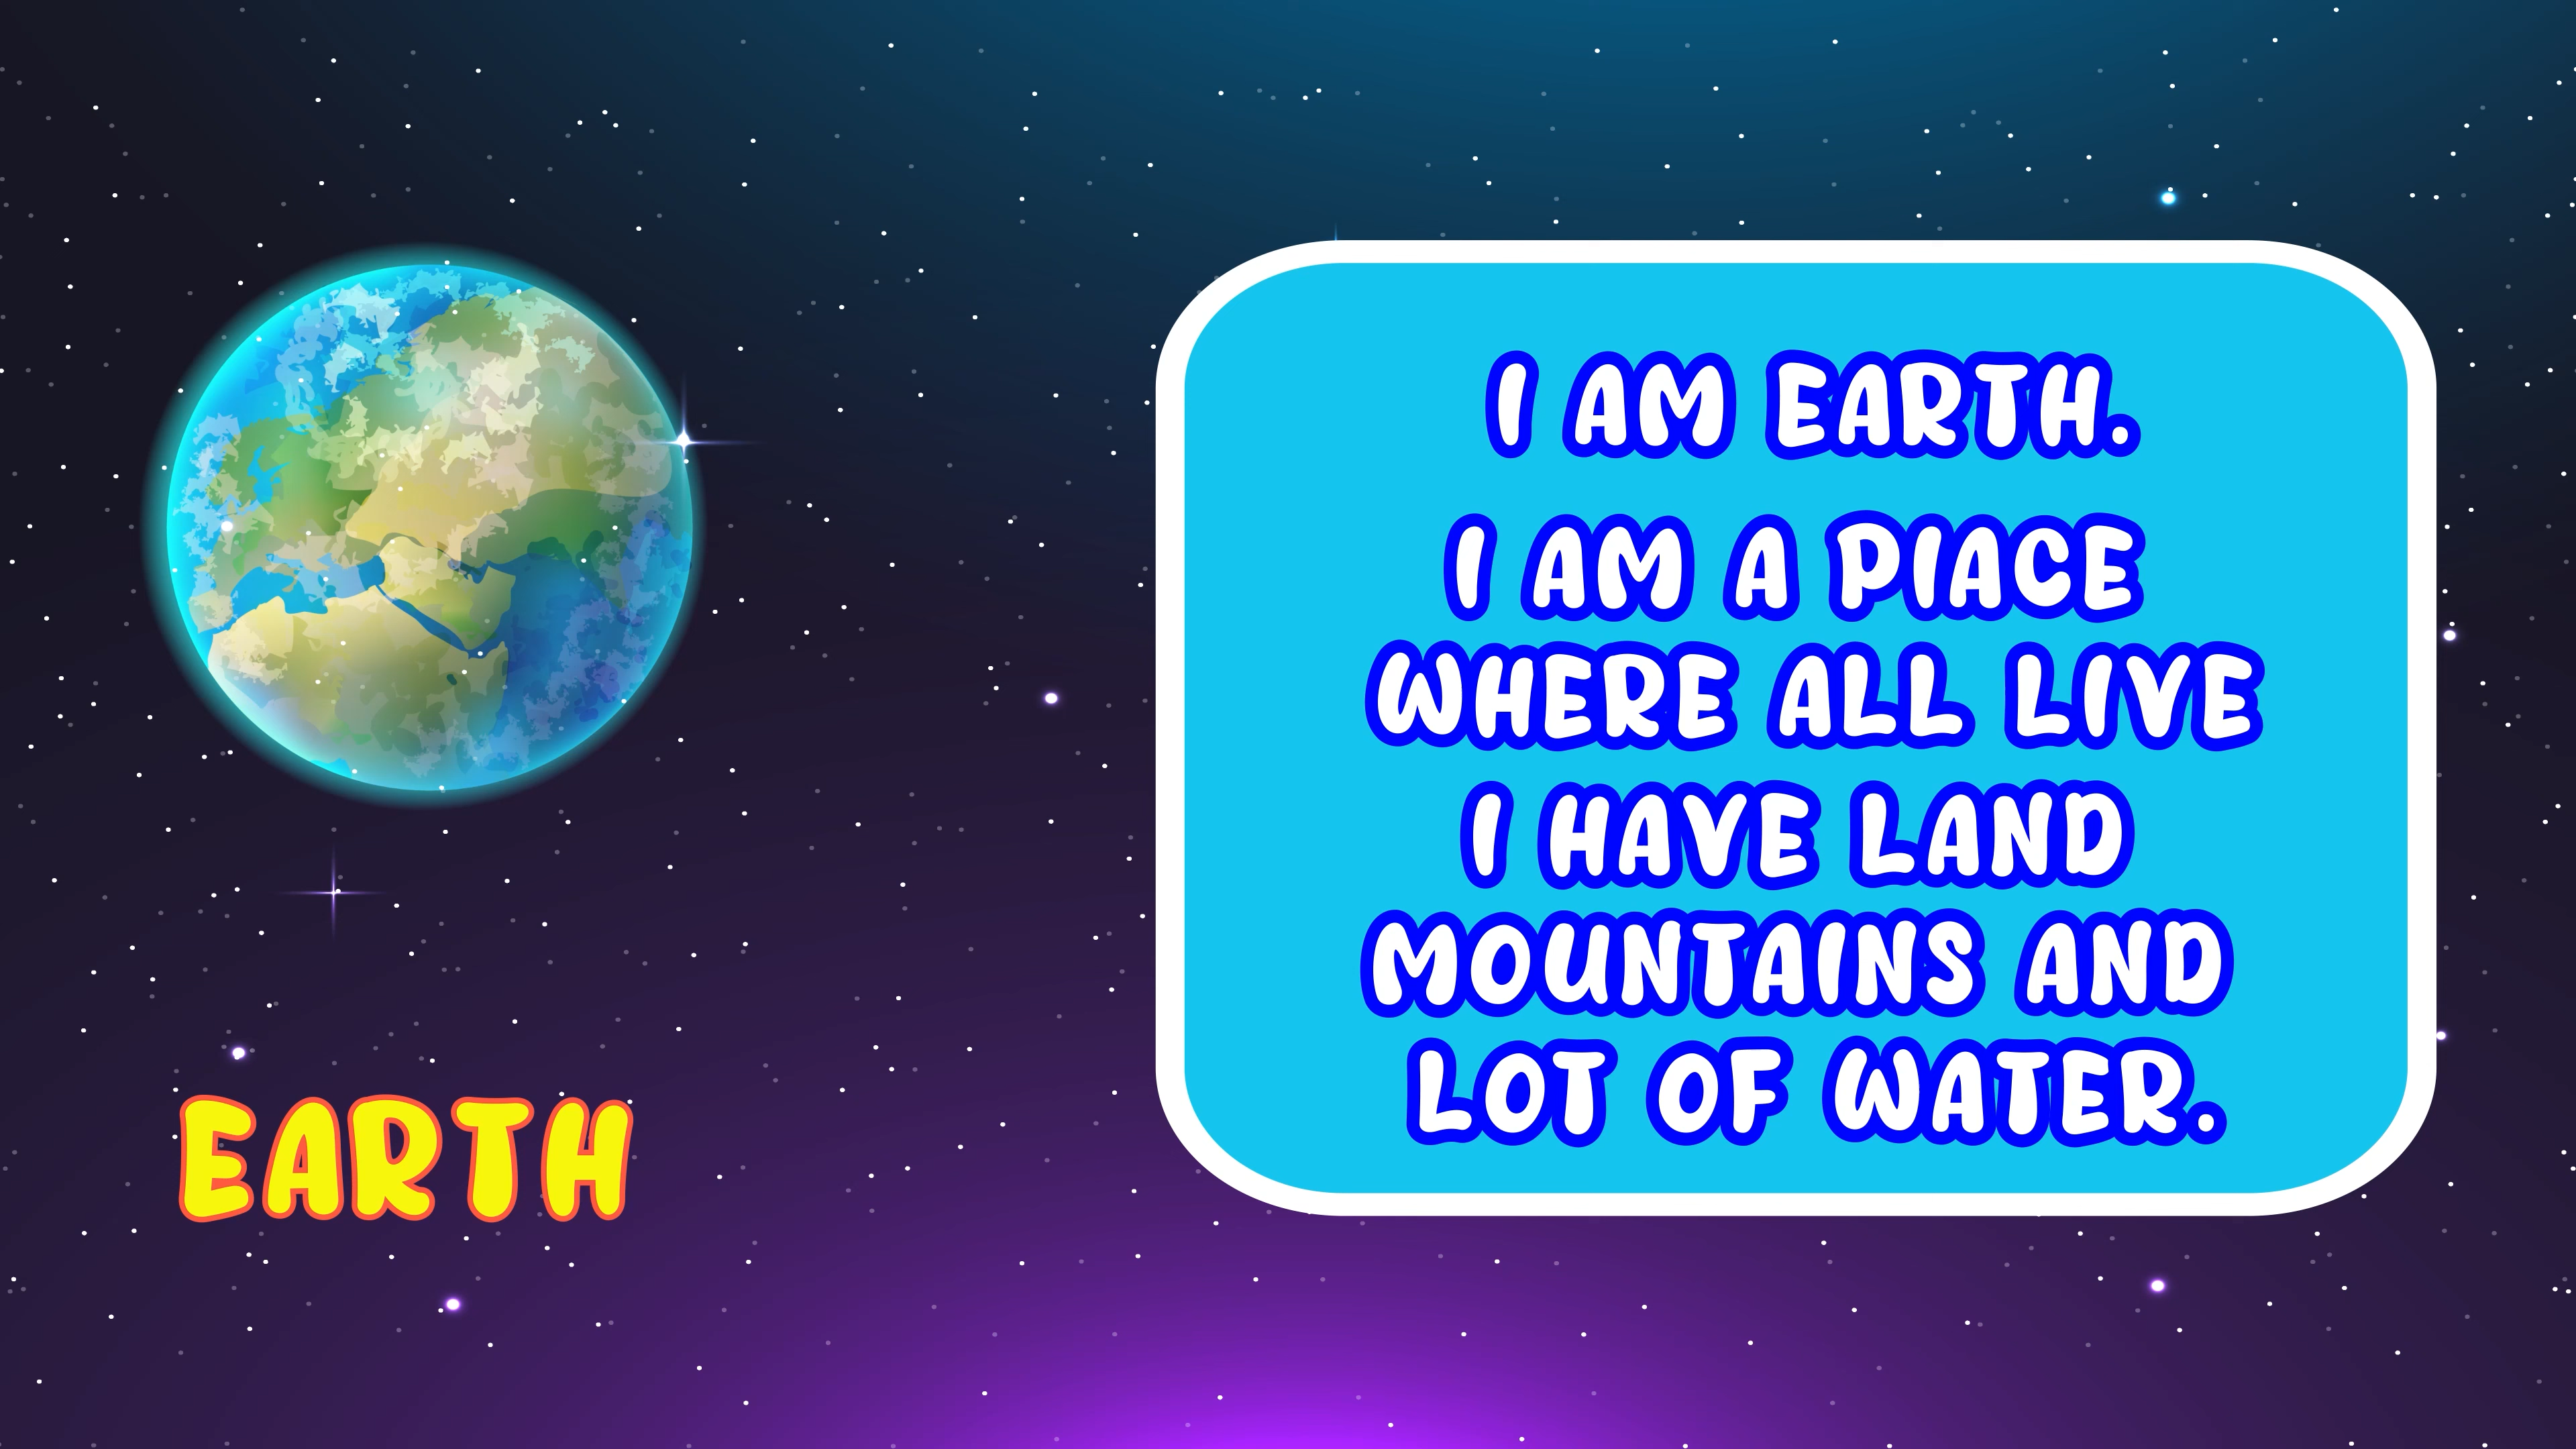 I AM EARTH.
I AM A PIACE
WHERE ALL LIVE
I HAVE LAND
MOUNTAINS AND
LOT OF WATER.
EARTH